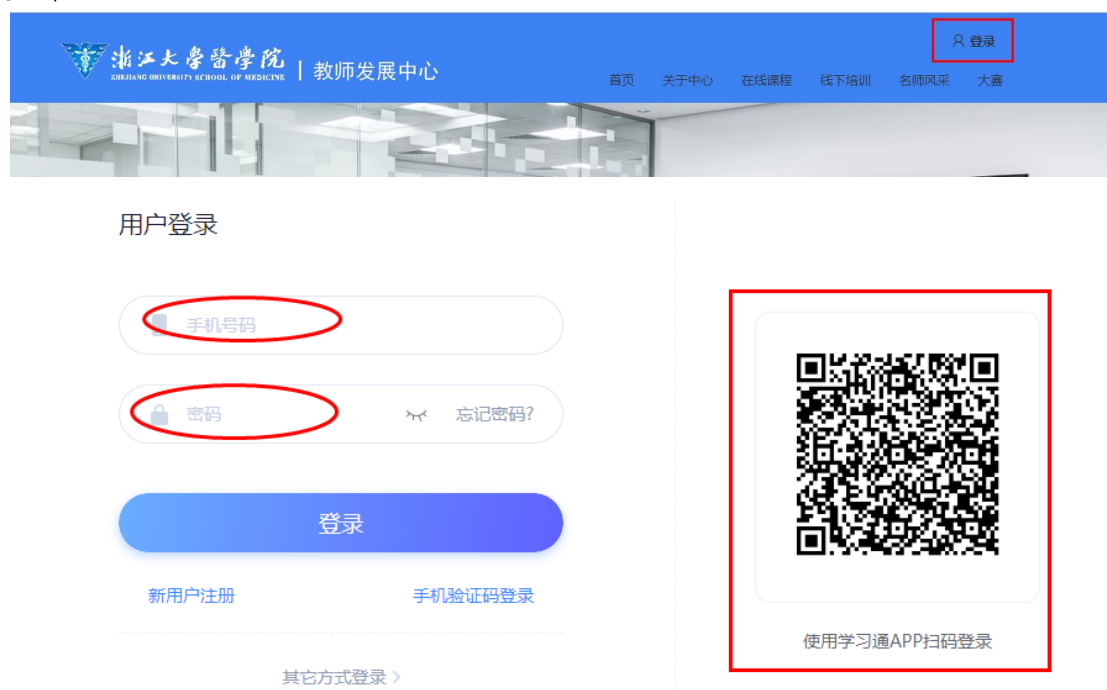 登录
浙江大學醫學院
ZHEJIANG UNIVERSITY SCHOOL OF MEDICINE
教师发展中心
首页 关于中心 在线课程 线下培训 名师风采 大赛
用户登录
手机号码
密码 忘记密码?
登录
新用户注册 手机验证码登录
其它方式登录 >
使用学习通APP扫码登录